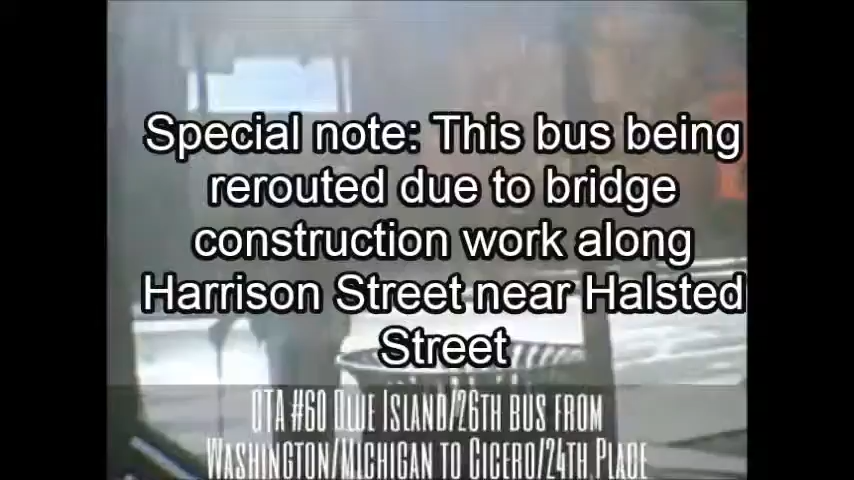 Special note: This bus being
rerouted due to bridge
construction work along
Harrison Street near Halsted
Street
CTA #60 Blue Island/26th bus from
Washington/Michigan to Cicero/24th Place